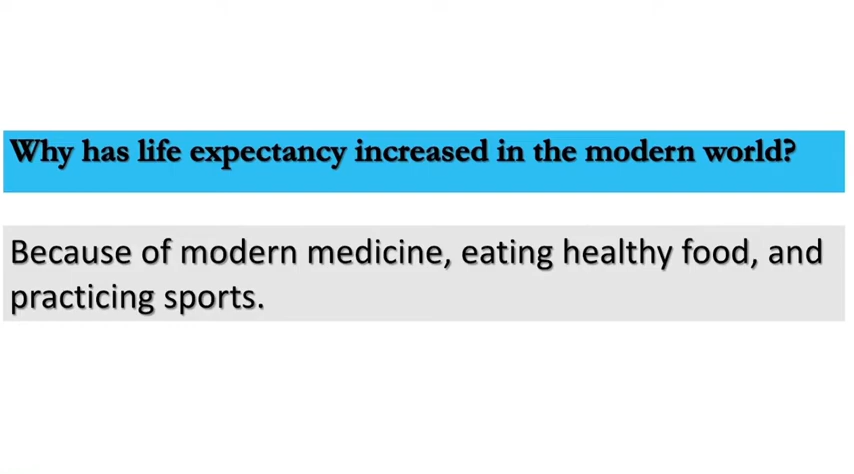 Why has life expectancy increased in the modern world?
Because of modern medicine, eating healthy food, and
practicing sports.